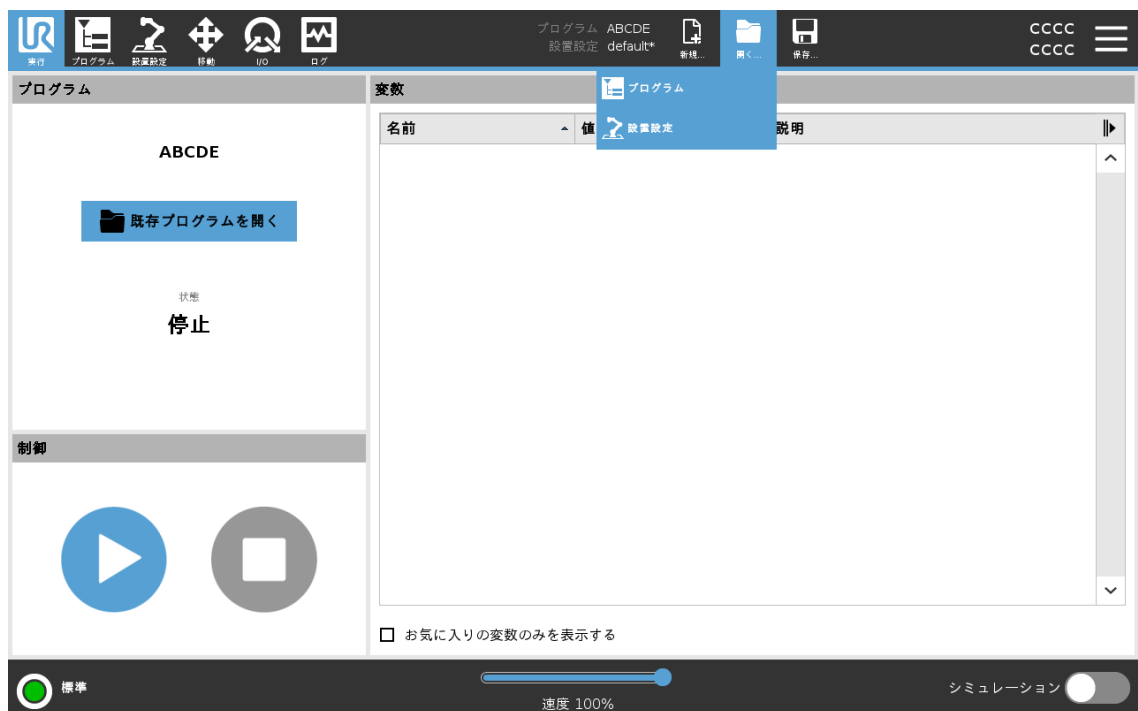 UR
実行
プログラム
設置設定
移動
I/O
ログ
プログラム ABCDE
設置設定 default*
新規...
開く...
保存...
CCCC
CCCC
プログラム
設置設定
プログラム
ABCDE
既存プログラムを開く
状態
停止
変数
名前
値
説明
制御
お気に入りの変数のみを表示する
標準
速度 100%
シミュレーション